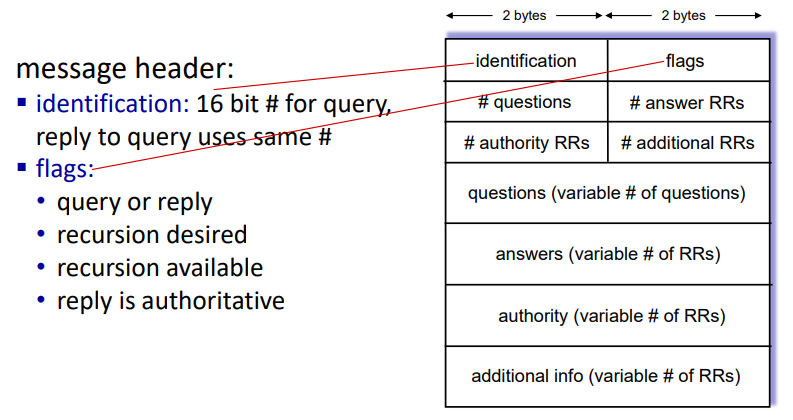 message header:
▪ identification: 16 bit # for query,
reply to query uses same #
▪ flags:
• query or reply
• recursion desired
• recursion available
• reply is authoritative
2 bytes 2 bytes
identification flags
# questions # answer RRs
# authority RRs # additional RRs
questions (variable # of questions)
answers (variable # of RRs)
authority (variable # of RRs)
additional info (variable # of RRs)